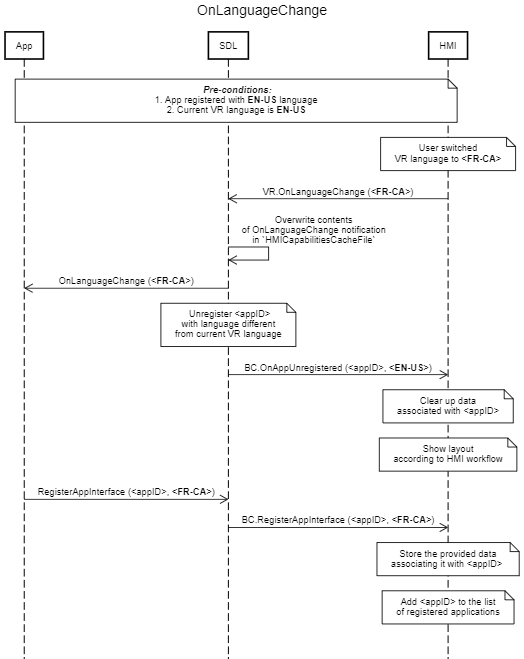 OnLanguageChange
App
SDL
HMI
Pre-conditions:
1. App registered with EN-US language
2. Current VR language is EN-US
User switched
VR language to <FR-CA>
VR.OnLanguageChange (<FR-CA>)
Overwrite contents
of OnLanguageChange notification
in `HMICapabilitiesCacheFile`
OnLanguageChange (<FR-CA>)
Unregister <appID>
with language different
from current VR language
BC.OnAppUnregistered (<appID>, <EN-US>)
Clear up data
associated with <appID>
Show layout
according to HMI workflow
RegisterAppInterface (<appID>, <FR-CA>)
BC.RegisterAppInterface (<appID>, <FR-CA>)
Store the provided data
associating it with <appID>
Add <appID> to the list
of registered applications